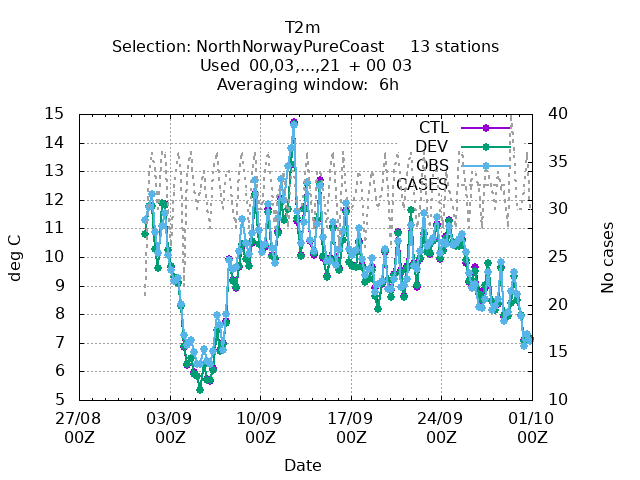 T2m
Selection: NorthNorwayPureCoast 13 stations
Used 00,03,...,21 + 00 03
Averaging window: 6h
15
14
13
12
11
10
9
8
7
6
5
deg C
40
35
30
25
20
15
10
No cases
CTL
DEV
OBS
CASES
27/08 03/09 10/09 17/09 24/09 01/10
00Z 00Z 00Z 00Z 00Z 00Z
Date